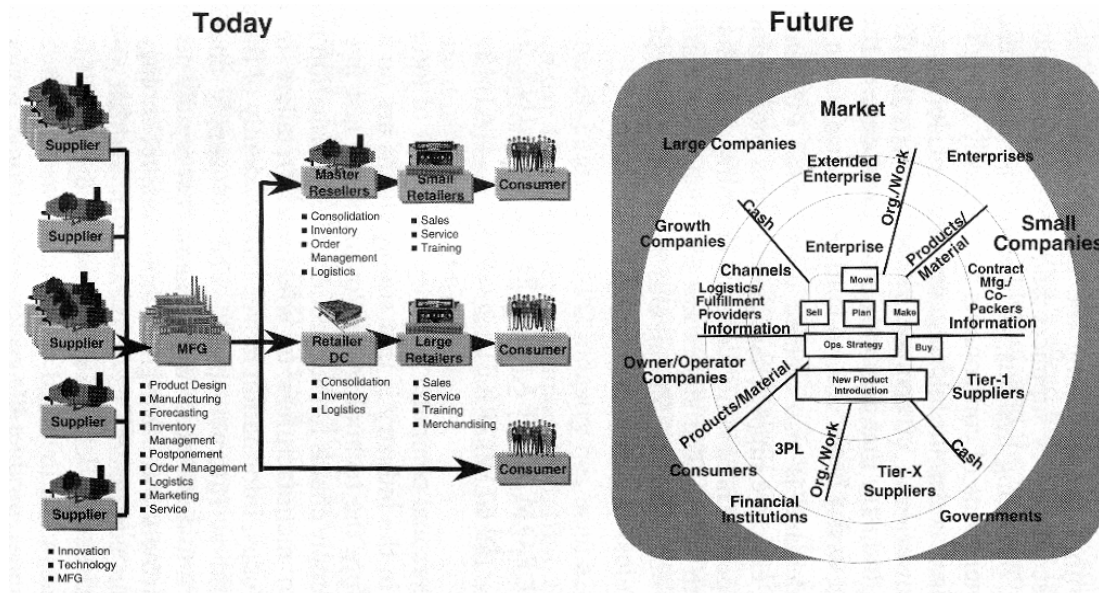 Today
Supplier
Supplier
Supplier
Supplier
Supplier
■ Innovation
■ Technology
■ MFG
MFG
■ Product Design
■ Manufacturing
■ Forecasting
■ Inventory
Management
■ Postponement
■ Order Management
■ Logistics
■ Marketing
■ Service
Master
Resellers
■ Consolidation
■ Inventory
■ Order
Management
■ Logistics
Small
Retailers
■ Sales
■ Service
■ Training
Consumer
Retailer
DC
■ Consolidation
■ Inventory
■ Logistics
Large
Retailers
■ Sales
■ Service
■ Training
■ Merchandising
Consumer
Consumer
Future
Market
Large Companies
Extended
Enterprise
Org./Work
Enterprises
Growth
Companies
Cash
Enterprise
Products/
Material
Small
Companies
Channels
Move
Logistics/
Fulfillment
Providers
Sell
Plan
Make
Contract
Mfg./
Co-
Packers
Information
Information
Ops. Strategy
Buy
Owner/Operator
Companies
New Product
Introduction
Tier-1
Suppliers
Products/Material
Consumers
3PL
Org./Work
Tier-X
Suppliers
Cash
Financial
Institutions
Governments